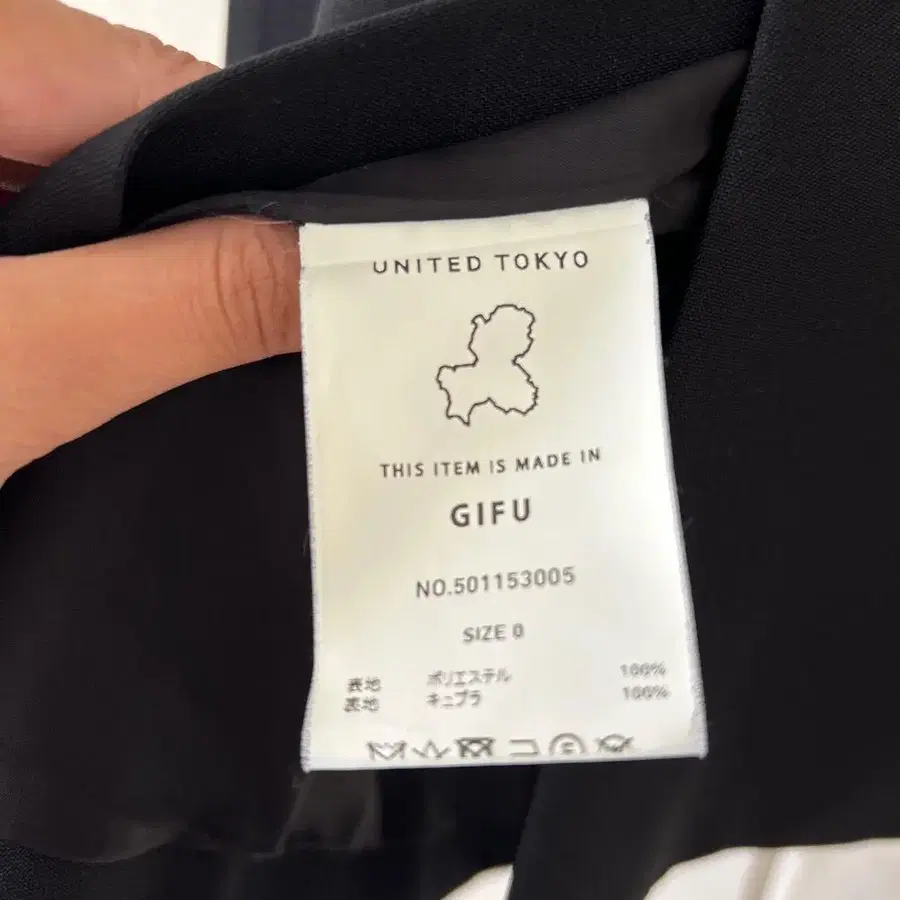 UNITED TOKYO
THIS ITEM IS MADE IN
GIFU
NO.501153005
SIZE 0
表地 ポリエステル 100%
裏地 キュプラ 100%